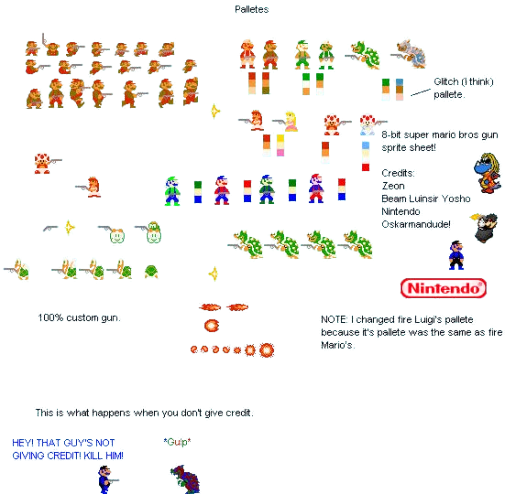 Palletes
Glitch (I think)
pallete.
8-bit super mario bros gun
sprite sheet!
Credits:
Zeon
Beam Luinsir Yosho
Nintendo
Oskarmandude!
Nintendo
100% custom gun.
NOTE: I changed fire Luigi's pallete
because it's pallete was the same as fire
Mario's.
This is what happens when you don't give credit.
HEY! THAT GUY'S NOT
GIVING CREDIT! KILL HIM!
*Gulp*